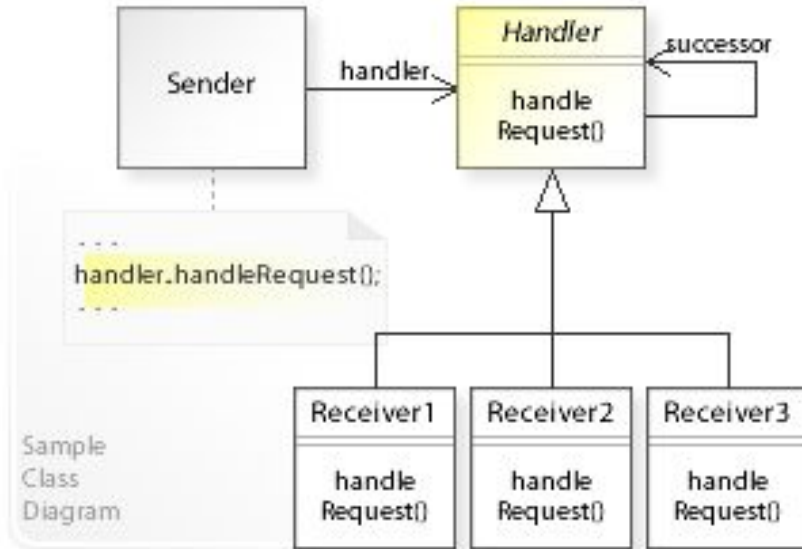 Sender
handler
Handler
handle
Request()
successor
. . .
handler.handleRequest();
. . .
Receiver1
handle
Request()
Receiver2
handle
Request()
Receiver3
handle
Request()
Sample
Class
Diagram